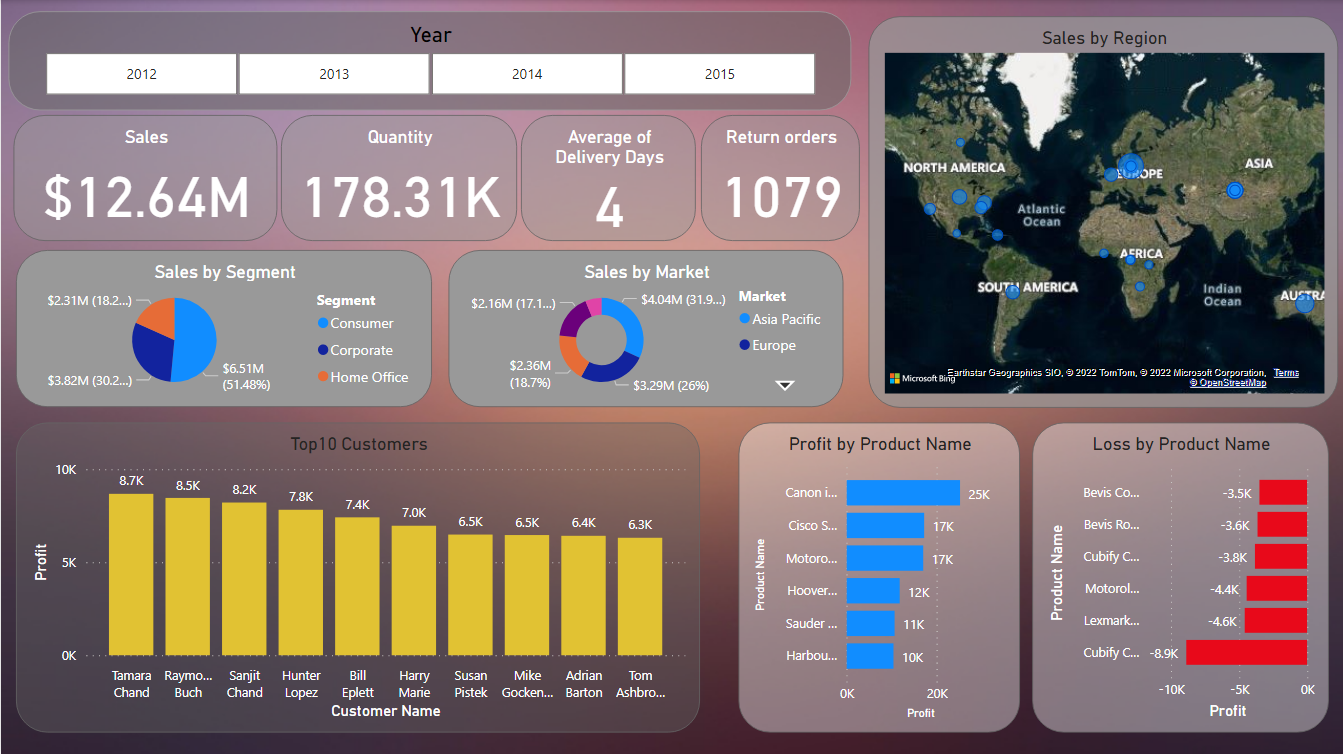 Year
2012
2013
2014
2015
Sales
$12.64M
Quantity
178.31K
Average of
Delivery Days
4
Return orders
1079
Sales by Region
NORTH AMERICA
EUROPE
ASIA
Atlantic
Ocean
AFRICA
SOUTH AMERICA
Indian
Ocean
AUSTRA
Microsoft Bing
Earthstar Geographics SIO, © 2022 TomTom, © 2022 Microsoft Corporation, Terms
© OpenStreetMap
Sales by Segment
$2.31M (18.2...)
$3.82M (30.2...)
$6.51M
(51.48%)
Segment
Consumer
Corporate
Home Office
Sales by Market
$2.16M (17.1...)
$4.04M (31.9...)
$2.36M
(18.7%)
$3.29M (26%)
Market
Asia Pacific
Europe
Top10 Customers
Profit
10K
5K
0K
8.7K
8.5K
8.2K
7.8K
7.4K
7.0K
6.5K
6.5K
6.4K
6.3K
Tamara
Chand
Raymo...
Buch
Sanjit
Chand
Hunter
Lopez
Bill
Eplett
Harry
Marie
Susan
Pistek
Mike
Gocken...
Adrian
Barton
Tom
Ashbro...
Customer Name
Profit by Product Name
Product Name
Canon i... 25K
Cisco S... 17K
Motoro... 17K
Hoover... 12K
Sauder ... 11K
Harbou... 10K
0K 20K
Profit
Loss by Product Name
Product Name
Bevis Co... -3.5K
Bevis Ro... -3.6K
Cubify C... -3.8K
Motorol... -4.4K
Lexmark... -4.6K
Cubify C... -8.9K
-10K -5K 0K
Profit